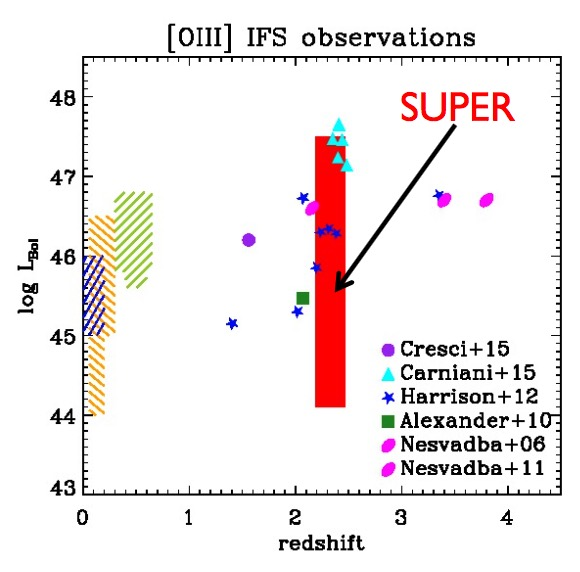 [OIII] IFS observations
48
47
46
45
44
43
log L_Bol
SUPER
Cresci+15
Carniani+15
Harrison+12
Alexander+10
Nesvadba+06
Nesvadba+11
0 1 2 3 4
redshift